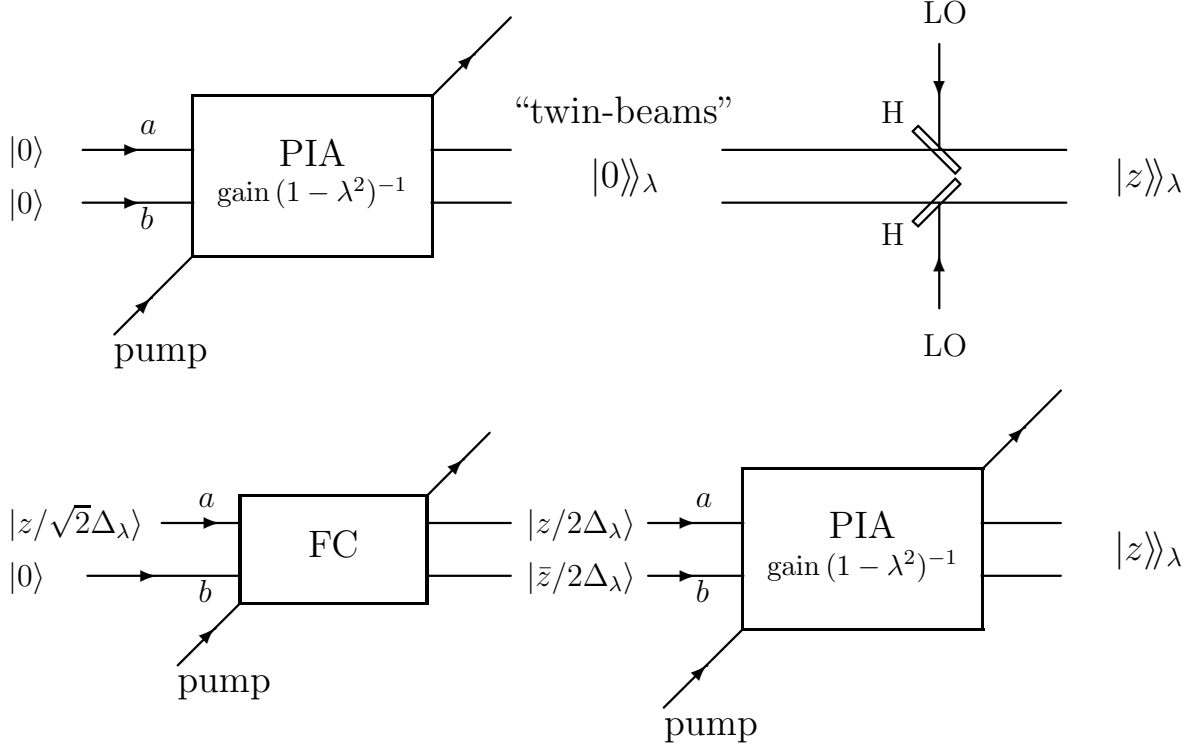 LO
“twin-beams”
H
|0⟩
a
PIA
|0⟩⟩λ
|z⟩⟩λ
|0⟩
b
gain (1 − λ²)⁻¹
H
pump
LO
|z/√2Δλ⟩
a
FC
|z/2Δλ⟩
a
PIA
|z⟩⟩λ
|0⟩
b
|z̄/2Δλ⟩
b
gain (1 − λ²)⁻¹
pump
pump